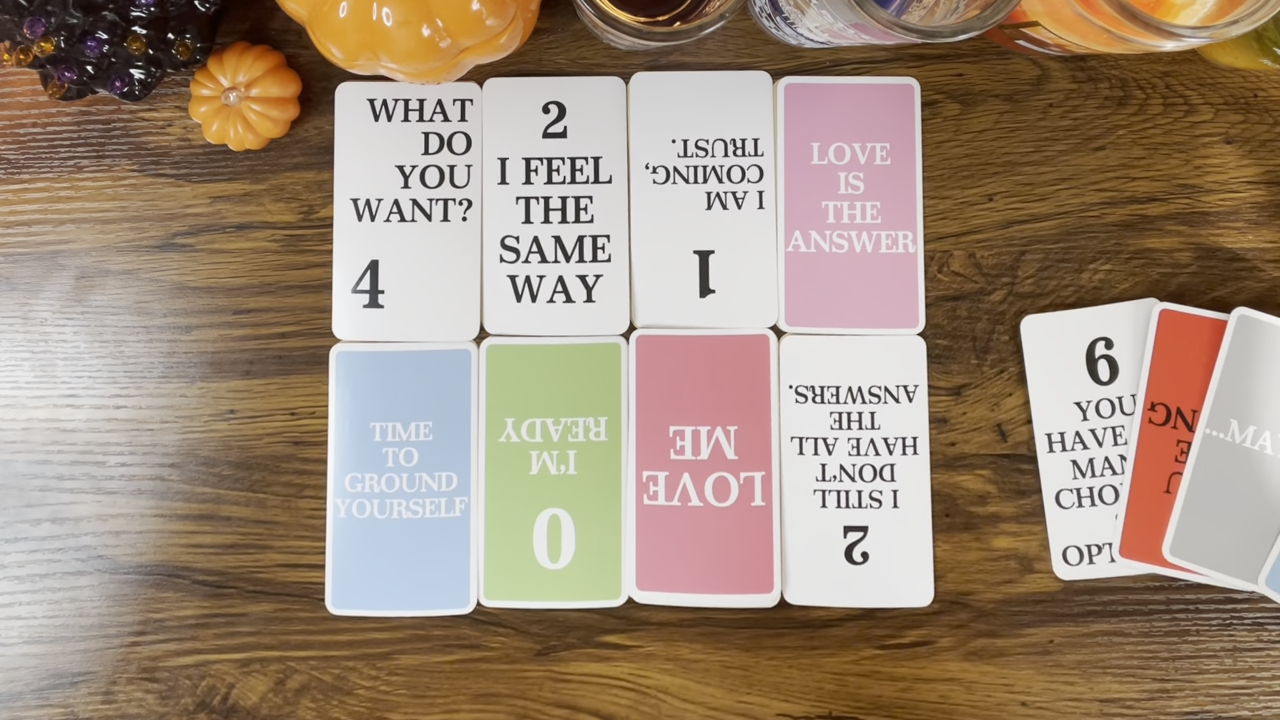 WHAT
DO
YOU
WANT?
4
2
I FEEL
THE
SAME
WAY
1
I AM
COMING,
TRUST.
LOVE
IS
THE
ANSWER
TIME
TO
GROUND
YOURSELF
0
I'M
READY
LOVE
ME
2
I STILL
DON'T
HAVE ALL
THE
ANSWERS.
6
YOU
HAVE
...MA